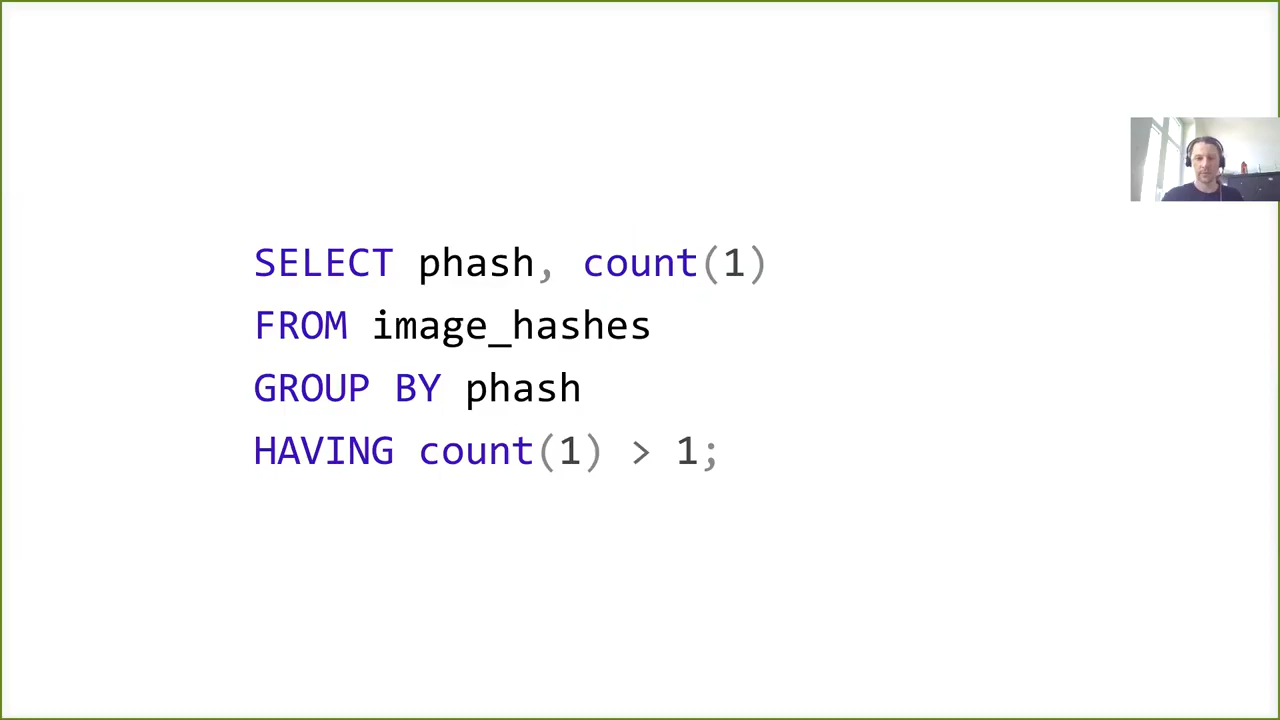 SELECT phash, count(1)
FROM image_hashes
GROUP BY phash
HAVING count(1) > 1;